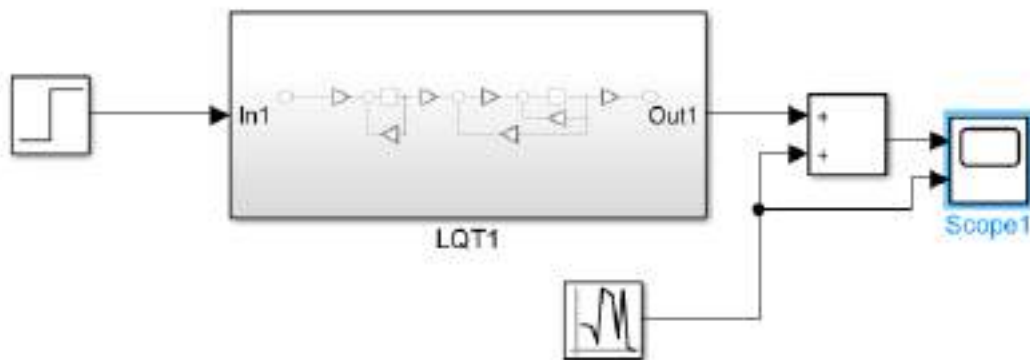 In1
Out1
+
+
LQT1
Scope1